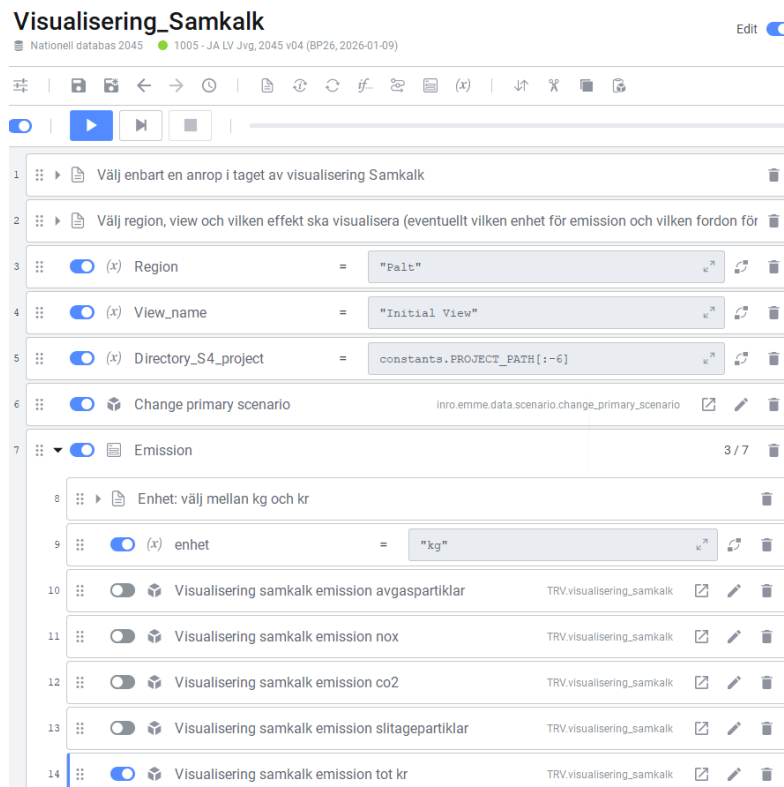 Visualisering_Samkalk
Edit
Nationell databas 2045 1005 - JA LV Jvg, 2045 v04 (BP26, 2026-01-09)
if... (x)
1 Välj enbart en anrop i taget av visualisering Samkalk
2 Välj region, view och vilken effekt ska visualisera (eventuellt vilken enhet för emission och vilken fordon för
3 (x) Region = "Palt"
4 (x) View_name = "Initial View"
5 (x) Directory_S4_project = constants.PROJECT_PATH[:-6]
6 Change primary scenario inro.emme.data.scenario.change_primary_scenario
7 Emission 3 / 7
8 Enhet: välj mellan kg och kr
9 (x) enhet = "kg"
10 Visualisering samkalk emission avgaspartiklar TRV.visualisering_samkalk
11 Visualisering samkalk emission nox TRV.visualisering_samkalk
12 Visualisering samkalk emission co2 TRV.visualisering_samkalk
13 Visualisering samkalk emission slitagepartiklar TRV.visualisering_samkalk
14 Visualisering samkalk emission tot kr TRV.visualisering_samkalk